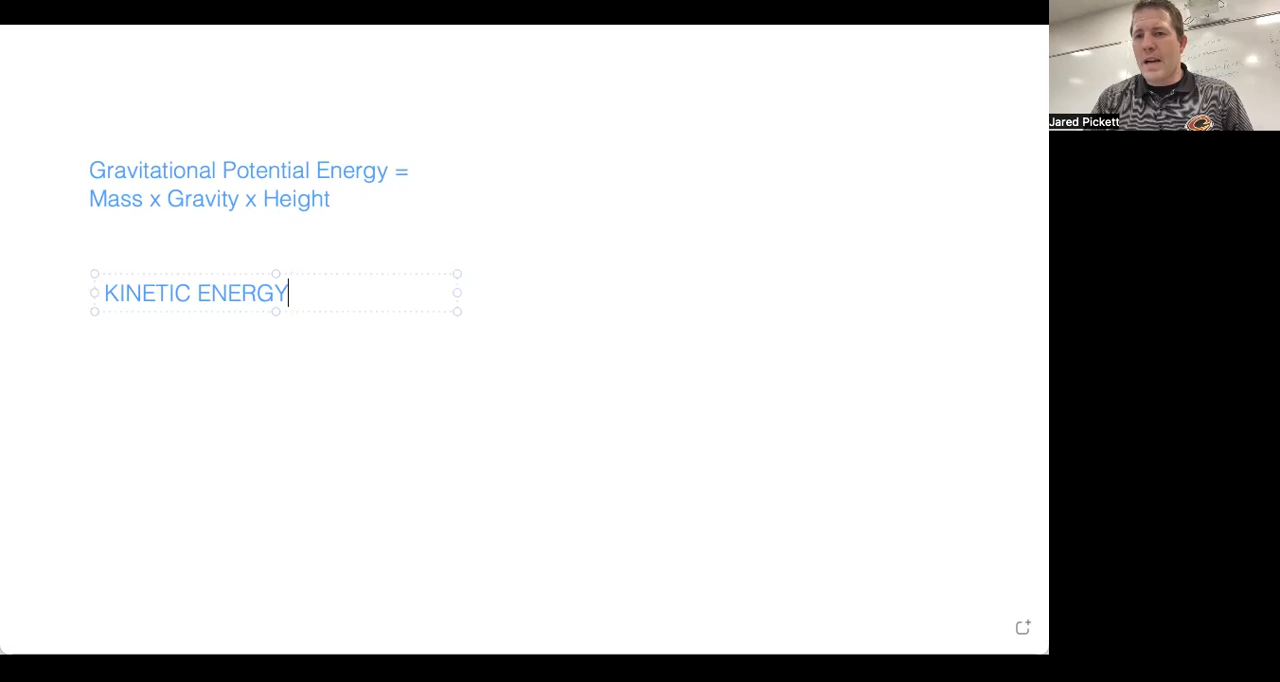 Gravitational Potential Energy =
Mass x Gravity x Height
KINETIC ENERGY
Jared Pickett